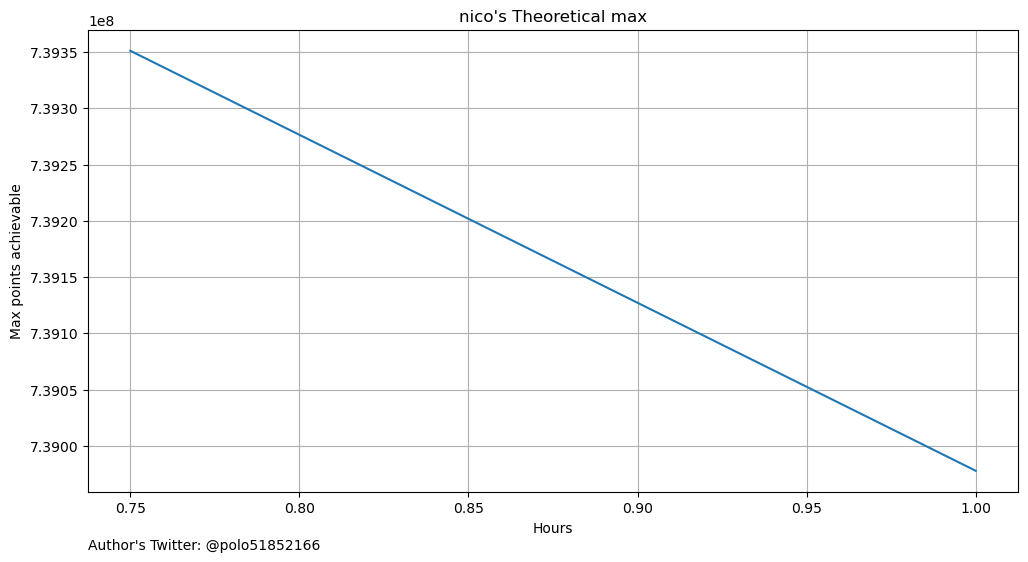 nico's Theoretical max
1e8
7.3935
7.3930
7.3925
7.3920
7.3915
7.3910
7.3905
7.3900
Max points achievable
0.75 0.80 0.85 0.90 0.95 1.00
Hours
Author's Twitter: @polo51852166